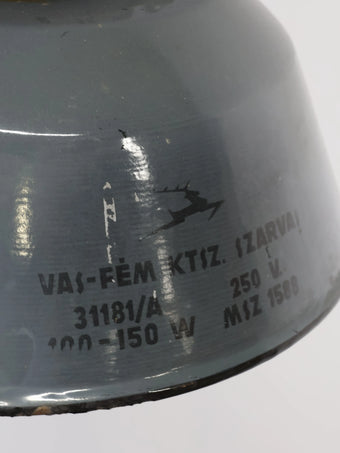 VAS-FÉM KTSZ. SZARVAS
31181/A 250 V.
100-150 W MSZ 1588